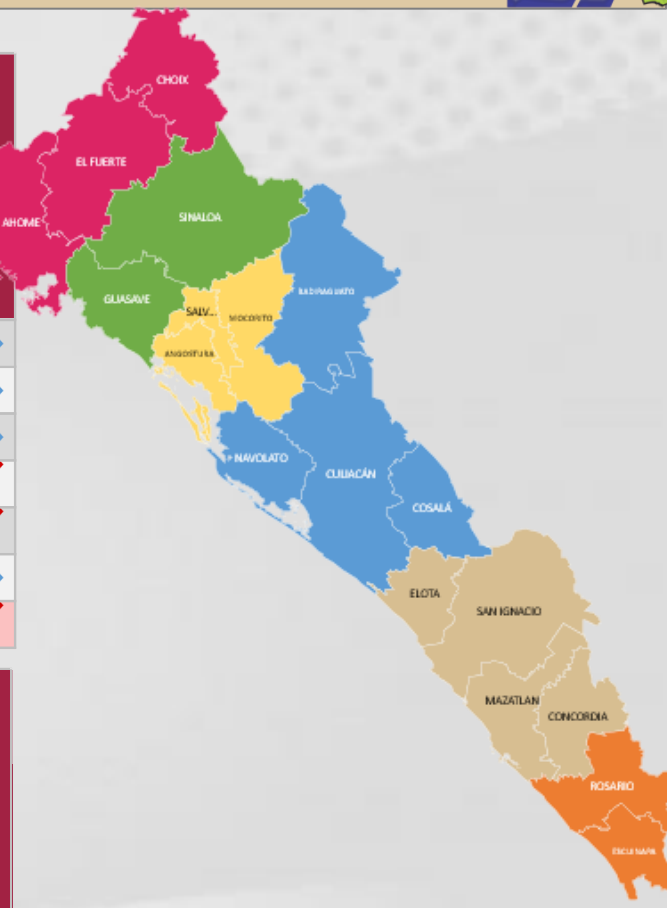 CHOIX
EL FUERTE
AHOME
SINALOA
BADIRAGUATO
GUASAVE
SALV...
MOCORITO
ANGOSTURA
NAVOLATO
CULIACÁN
COSALÁ
ELOTA
SAN IGNACIO
MAZATLAN
CONCORDIA
ROSARIO
ESCUINAPA